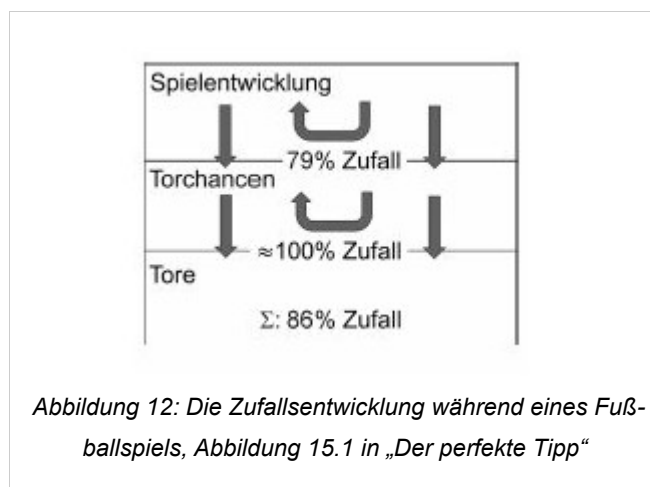 Spielentwicklung
79% Zufall
Torchancen
≈100% Zufall
Tore
Σ: 86% Zufall
Abbildung 12: Die Zufallsentwicklung während eines Fuß-
ballspiels, Abbildung 15.1 in „Der perfekte Tipp“